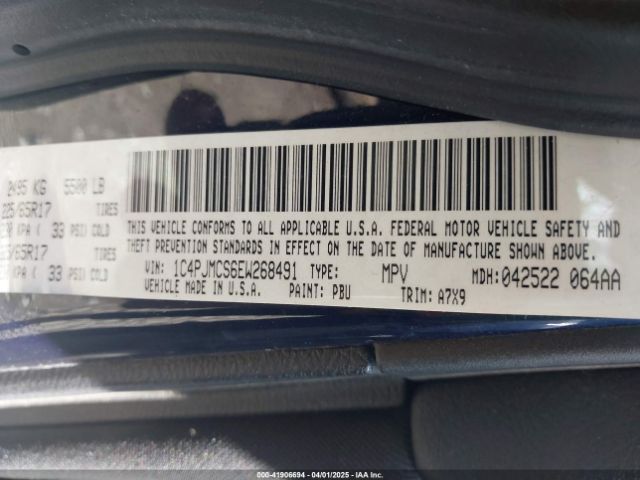 2495 KG 5500 LB
225/65R17 TIRES
KPA ( 33 PSI) COLD
/65R17 TIRES
KPA ( 33 PSI) COLD
THIS VEHICLE CONFORMS TO ALL APPLICABLE U.S.A. FEDERAL MOTOR VEHICLE SAFETY AND
THEFT PREVENTION STANDARDS IN EFFECT ON THE DATE OF MANUFACTURE SHOWN ABOVE.
VIN: 1C4PJMCS6EW268491 TYPE: MPV MDH: 042522 064AA
VEHICLE MADE IN U.S.A. PAINT: PBU TRIM: A7X9
000-41906694 - 04/01/2025 - IAA Inc.